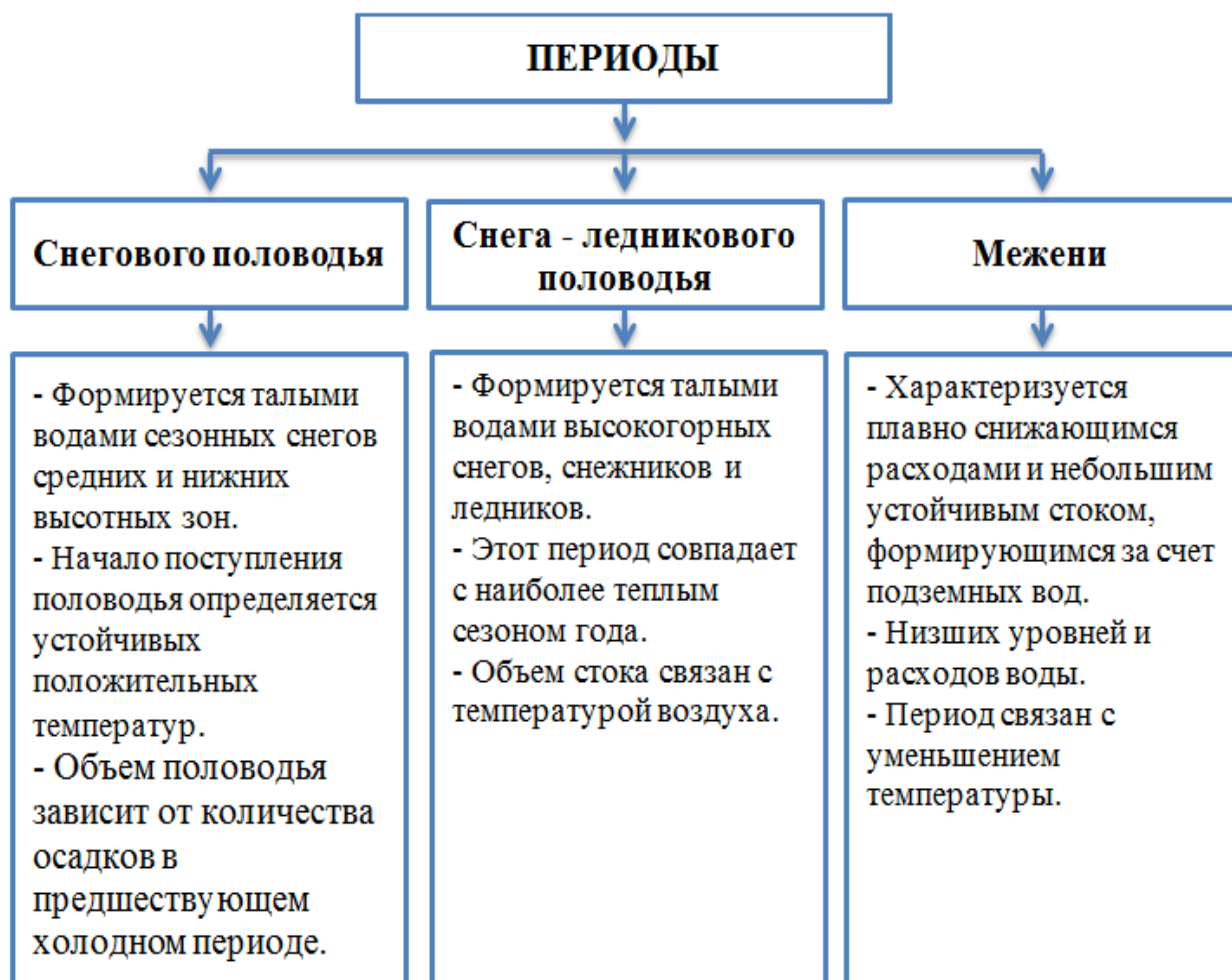 ПЕРИОДЫ
Снегового половодья
Снега - ледникового
половодья
Межени
- Формируется талыми
водами сезонных снегов
средних и нижних
высотных зон.
- Начало поступления
половодья определяется
устойчивых
положительных
температур.
- Объем половодья
зависит от количества
осадков в
предшествующем
холодном периоде.
- Формируется талыми
водами высокогорных
снегов, снежников и
ледников.
- Этот период совпадает
с наиболее теплым
сезоном года.
- Объем стока связан с
температурой воздуха.
- Характеризуется
плавно снижающимся
расходами и небольшим
устойчивым стоком,
формирующимся за счет
подземных вод.
- Низших уровней и
расходов воды.
- Период связан с
уменьшением
температуры.